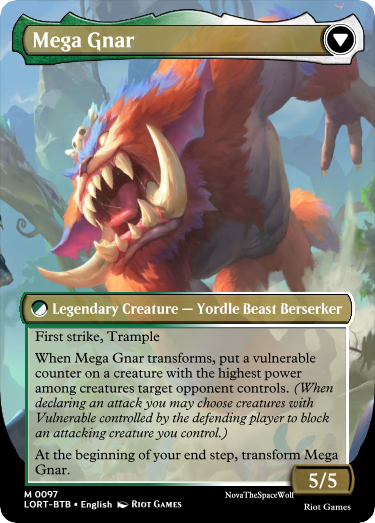 Mega Gnar
Legendary Creature — Yordle Beast Berserker
First strike, Trample
When Mega Gnar transforms, put a vulnerable
counter on a creature with the highest power
among creatures target opponent controls. (When
declaring an attack you may choose creatures with
Vulnerable controlled by the defending player to block
an attacking creature you control.)
At the beginning of your end step, transform Mega
Gnar.
5/5
M 0097
LORT-BTB • English Riot Games
NovaTheSpaceWolf
Riot Games